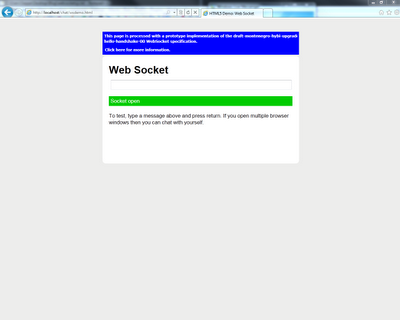 http://localhost/chat/wsdemo.html
HTML5 Demo: Web Socket
This page is processed with a prototype implementation of the draft-montenegro-hybi-upgrade-
hello-handshake-00 WebSocket specification.
Click here for more information.
Web Socket
Socket open
To test, type a message above and press return. If you open multiple browser
windows then you can chat with yourself.